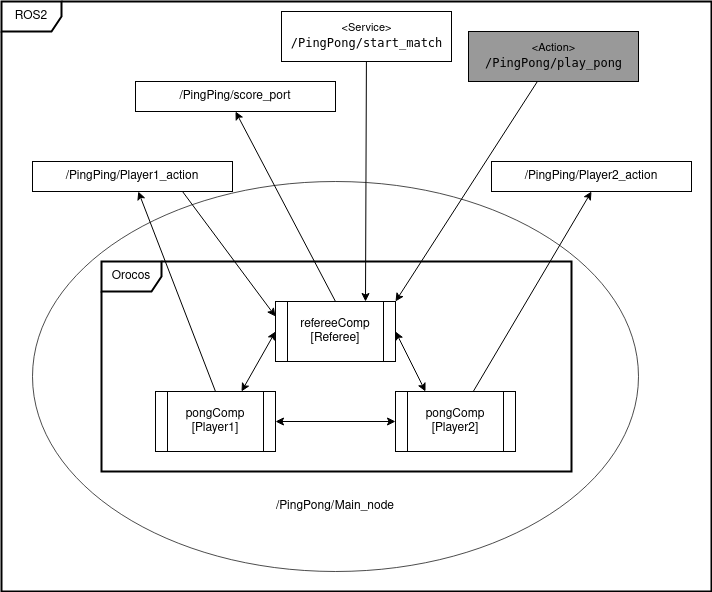 ROS2
<Service>
/PingPong/start_match
<Action>
/PingPong/play_pong
/PingPing/score_port
/PingPing/Player1_action
/PingPing/Player2_action
Orocos
refereeComp
[Referee]
pongComp
[Player1]
pongComp
[Player2]
/PingPong/Main_node